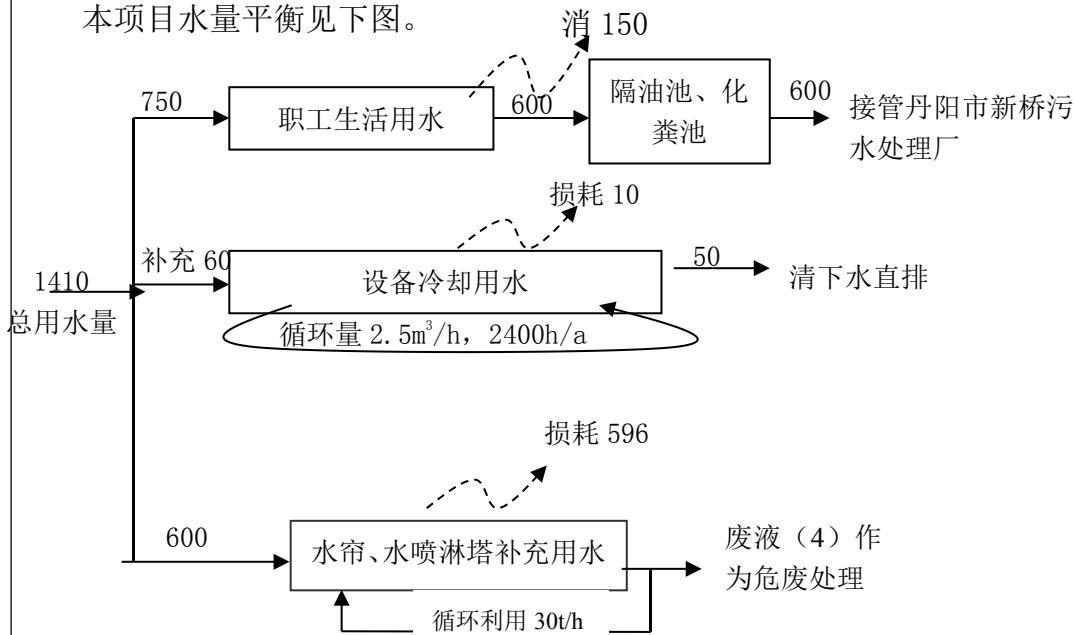 本项目水量平衡见下图。
消 150
750
职工生活用水
600
隔油池、化
粪池
600
接管丹阳市新桥污
水处理厂
损耗 10
补充 60
设备冷却用水
50
清下水直排
1410
总用水量
循环量 2.5m³/h，2400h/a
损耗 596
600
水帘、水喷淋塔补充用水
废液（4）作
为危废处理
循环利用 30t/h